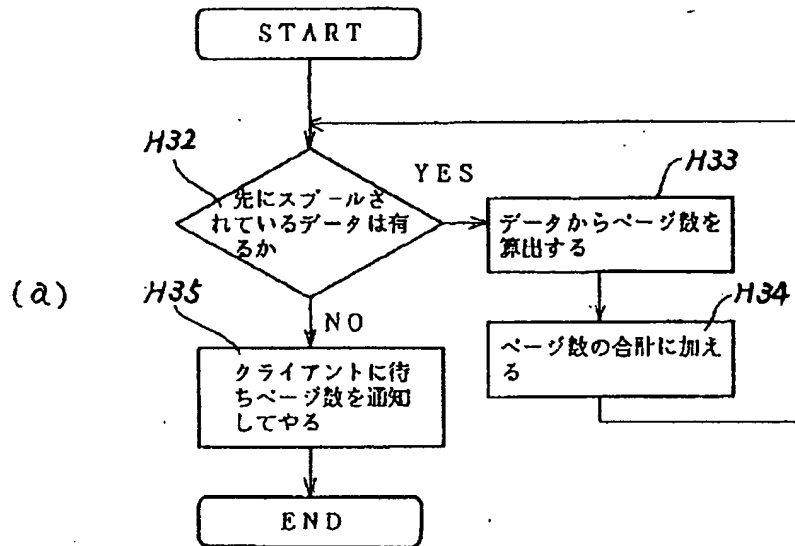 START
H32
YES
H33
先にスプールさ
れているデータは有
るか
データからページ数を
算出する
(a)
H35
NO
H34
クライアントに待
ちページ数を通知
してやる
ページ数の合計に加え
る
END